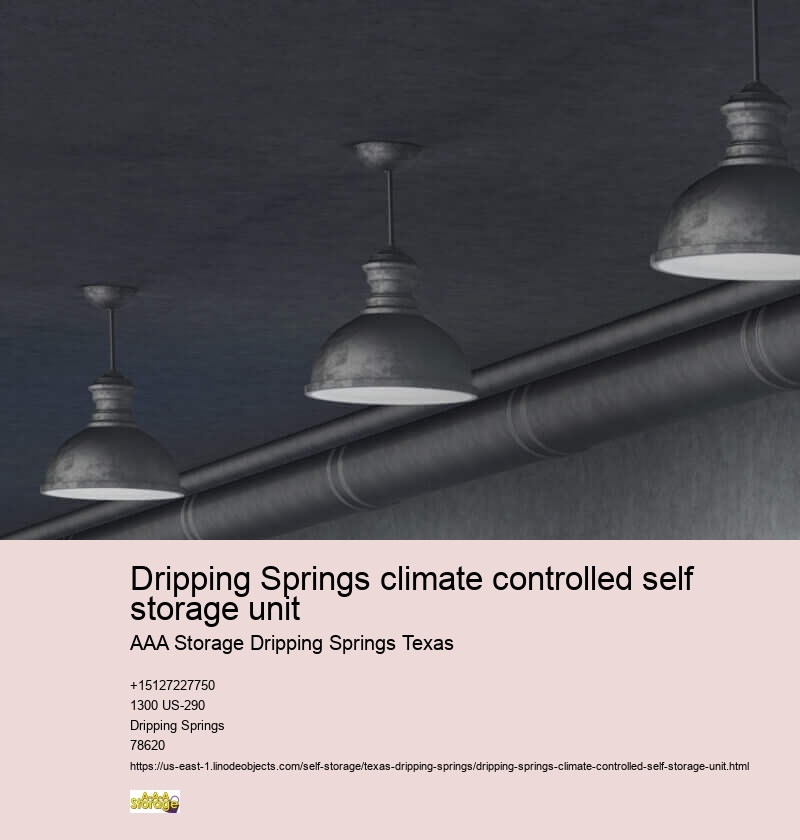 Dripping Springs climate controlled self
storage unit
AAA Storage Dripping Springs Texas
+15127227750
1300 US-290
Dripping Springs
78620
https://us-east-1.linodeobjects.com/self-storage/texas-dripping-springs/dripping-springs-climate-controlled-self-storage-unit.html
A-A-A
Storage